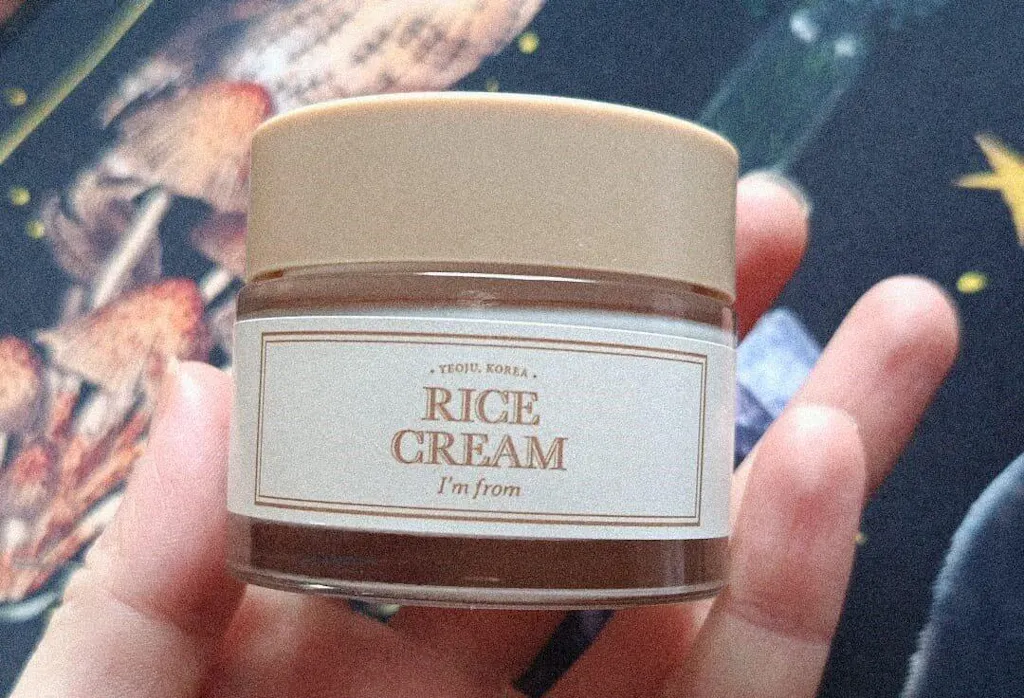 · YEOJU, KOREA ·
RICE
CREAM
I'm from